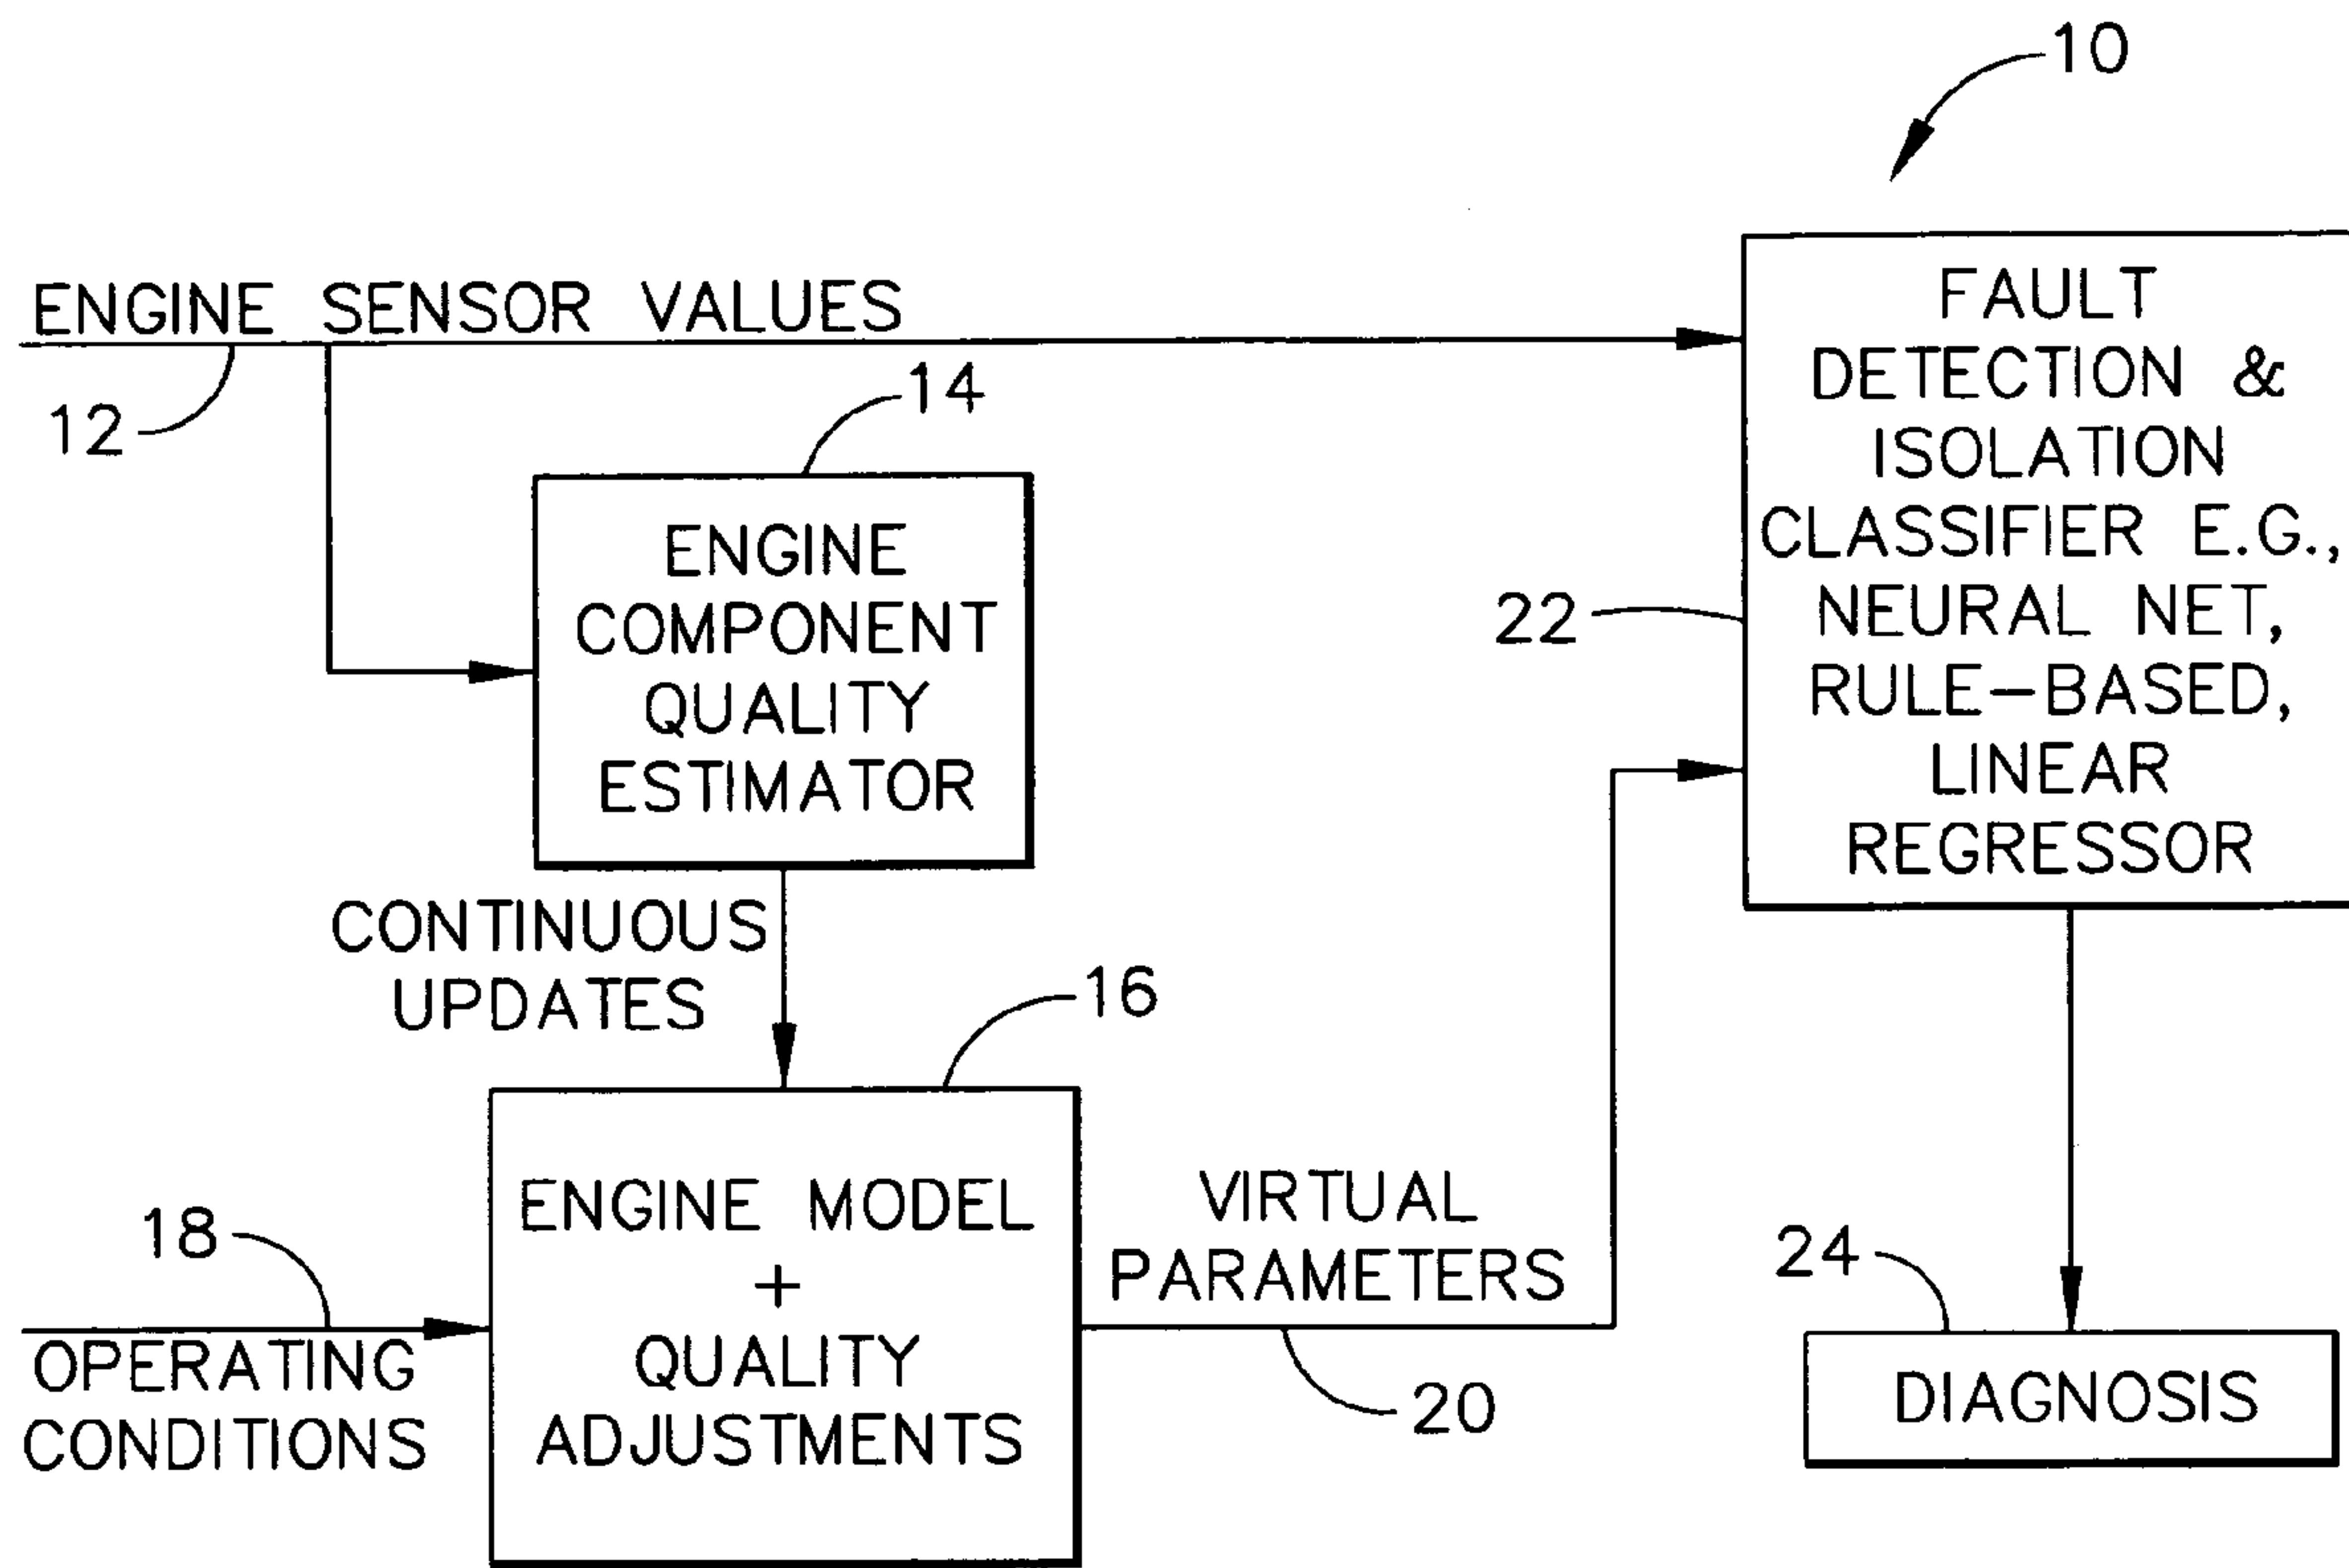 10
ENGINE SENSOR VALUES
12
14
ENGINE
COMPONENT
QUALITY
ESTIMATOR
FAULT
DETECTION &
ISOLATION
CLASSIFIER E.G.,
NEURAL NET,
RULE-BASED,
LINEAR
REGRESSOR
22
CONTINUOUS
UPDATES
16
ENGINE MODEL
+
QUALITY
ADJUSTMENTS
18
OPERATING
CONDITIONS
VIRTUAL
PARAMETERS
20
24
DIAGNOSIS